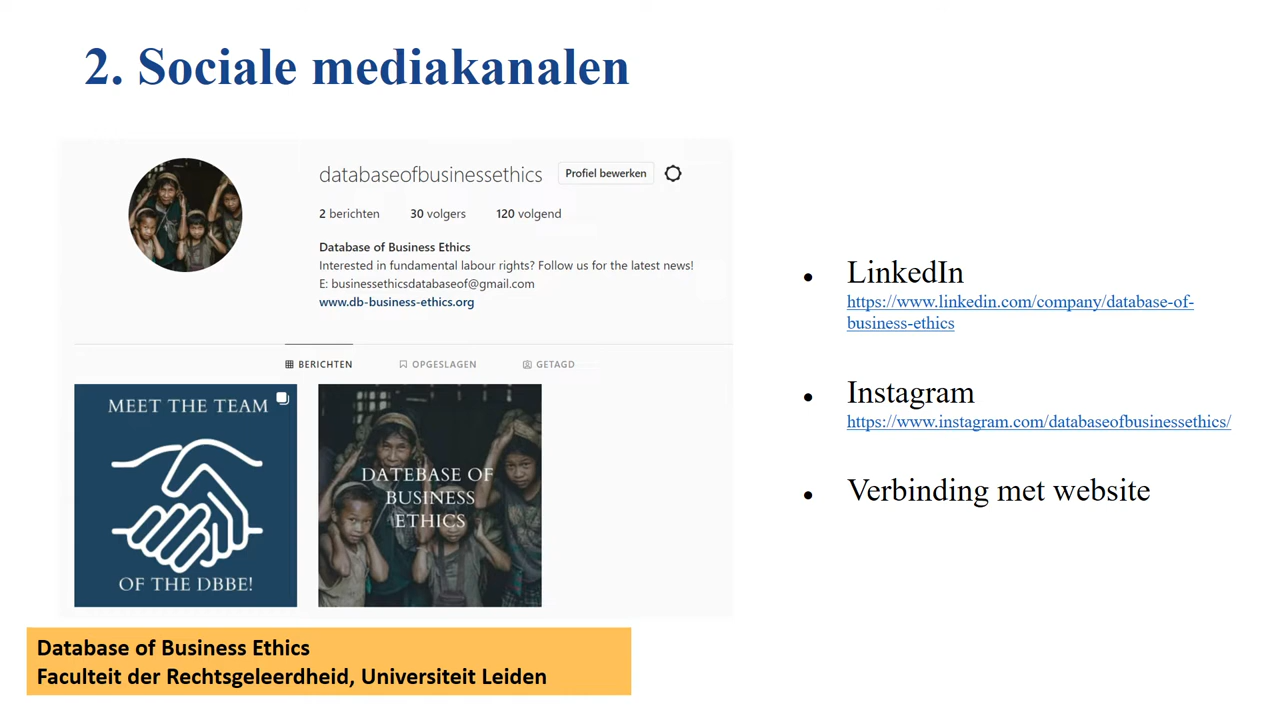 2. Sociale mediakanalen
databaseofbusinessethics Profiel bewerken
2 berichten 30 volgers 120 volgend
Database of Business Ethics
Interested in fundamental labour rights? Follow us for the latest news!
E: businessethicsdatabaseof@gmail.com
www.db-business-ethics.org
BERICHTEN OPGESLAGEN GETAGD
MEET THE TEAM
OF THE DBBE!
DATEBASE OF
BUSINESS
ETHICS
• LinkedIn
https://www.linkedin.com/company/database-of-
business-ethics
• Instagram
https://www.instagram.com/databaseofbusinessethics/
• Verbinding met website
Database of Business Ethics
Faculteit der Rechtsgeleerdheid, Universiteit Leiden